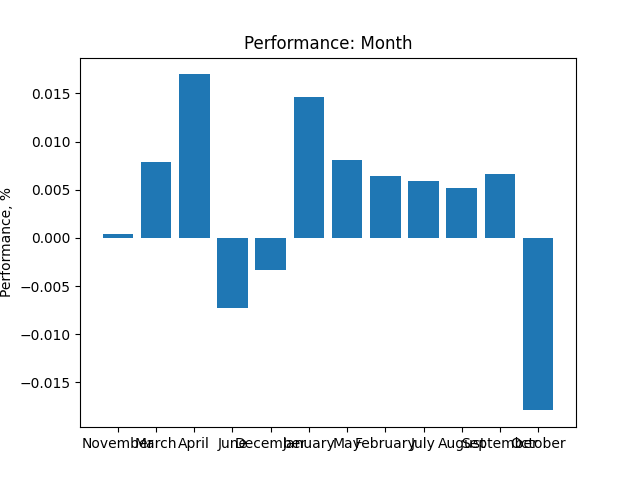 Performance: Month
Performance, %
0.015
0.010
0.005
0.000
−0.005
−0.010
−0.015
November March April June December January May February July August September October